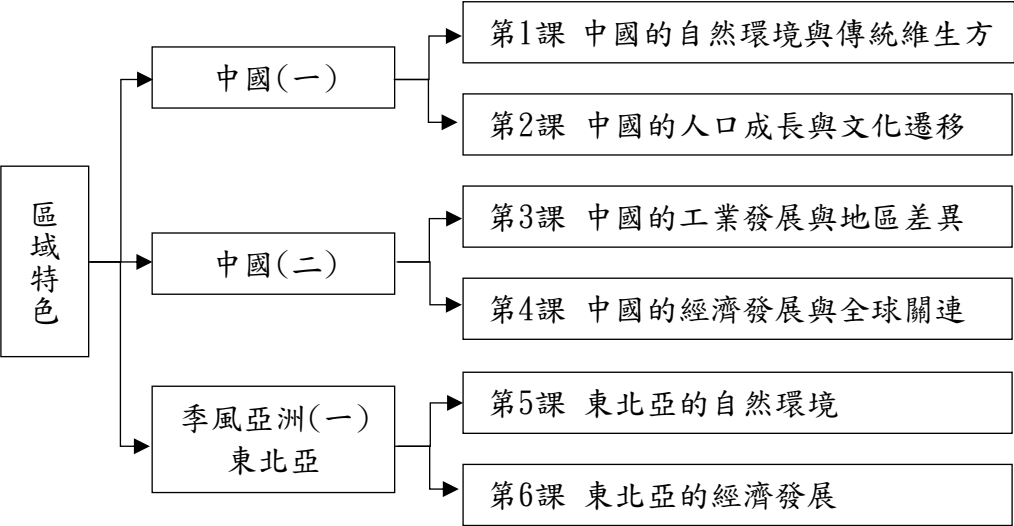 區域特色
中國(一)
第1課 中國的自然環境與傳統維生方
第2課 中國的人口成長與文化遷移
中國(二)
第3課 中國的工業發展與地區差異
第4課 中國的經濟發展與全球關連
季風亞洲(一)
東北亞
第5課 東北亞的自然環境
第6課 東北亞的經濟發展